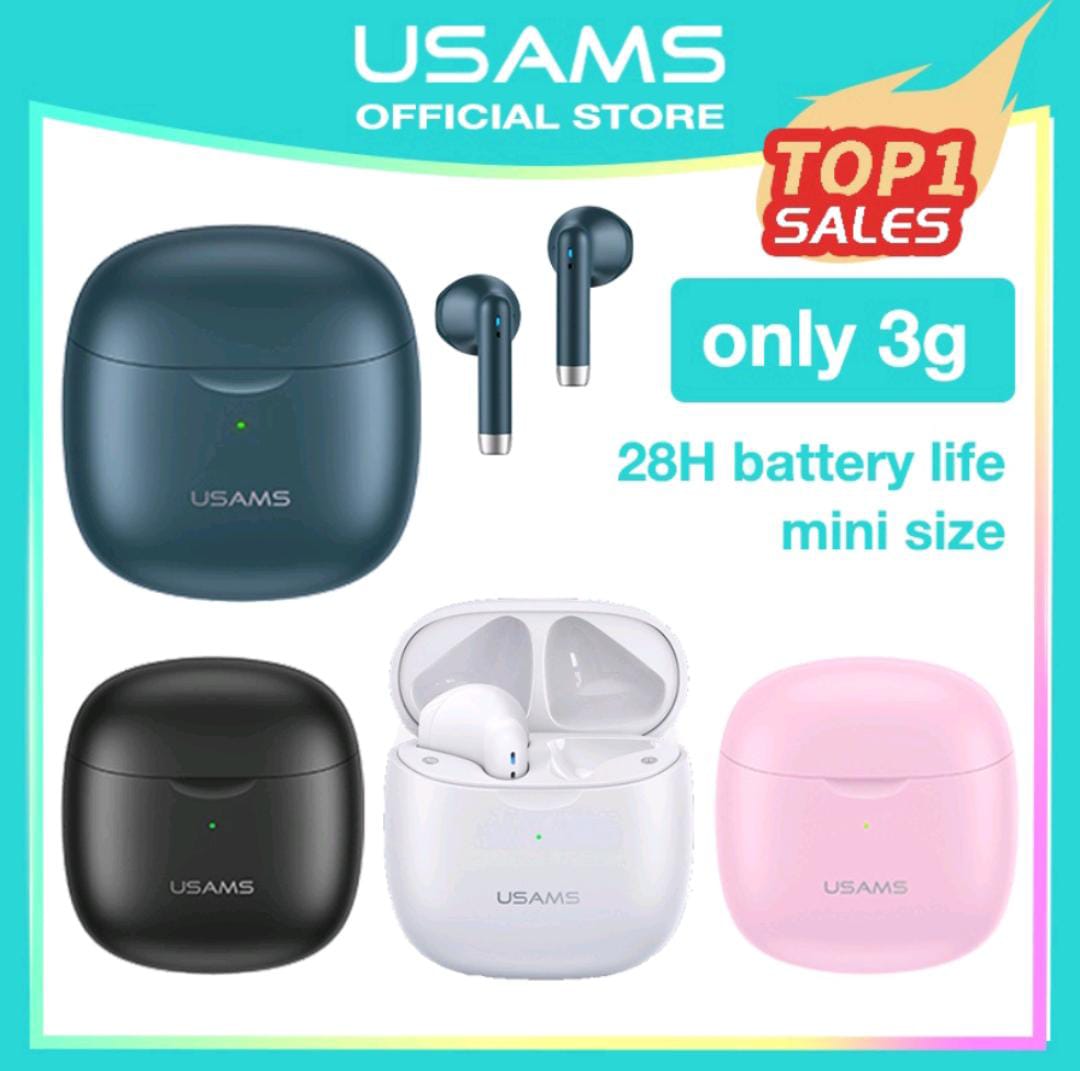 USAMS
OFFICIAL STORE
TOP1
SALES
only 3g
28H battery life
mini size
USAMS
USAMS
USAMS
USAMS